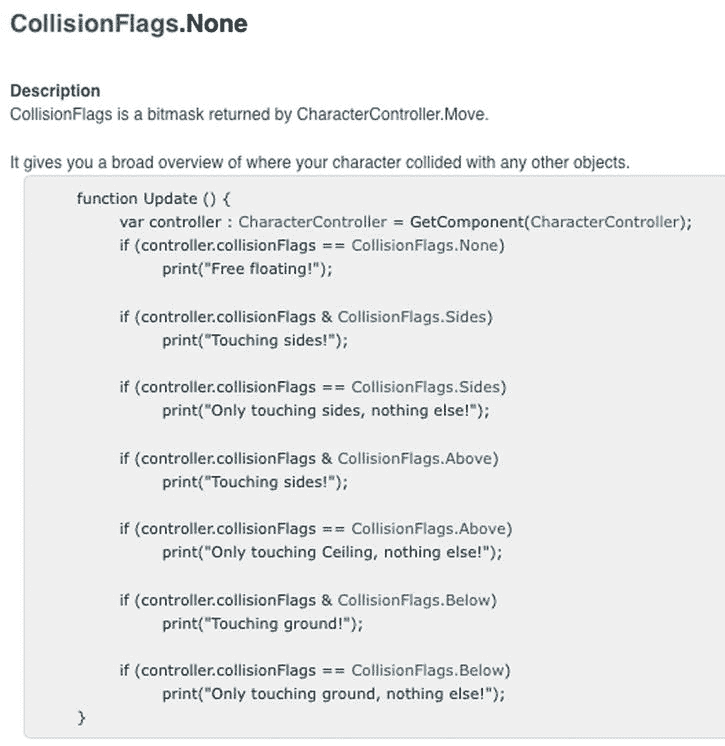 CollisionFlags.None
Description
CollisionFlags is a bitmask returned by CharacterController.Move.
It gives you a broad overview of where your character collided with any other objects.
function Update () {
var controller : CharacterController = GetComponent(CharacterController);
if (controller.collisionFlags == CollisionFlags.None)
print("Free floating!");
if (controller.collisionFlags & CollisionFlags.Sides)
print("Touching sides!");
if (controller.collisionFlags == CollisionFlags.Sides)
print("Only touching sides, nothing else!");
if (controller.collisionFlags & CollisionFlags.Above)
print("Touching sides!");
if (controller.collisionFlags == CollisionFlags.Above)
print("Only touching Ceiling, nothing else!");
if (controller.collisionFlags & CollisionFlags.Below)
print("Touching ground!");
if (controller.collisionFlags == CollisionFlags.Below)
print("Only touching ground, nothing else!");
}